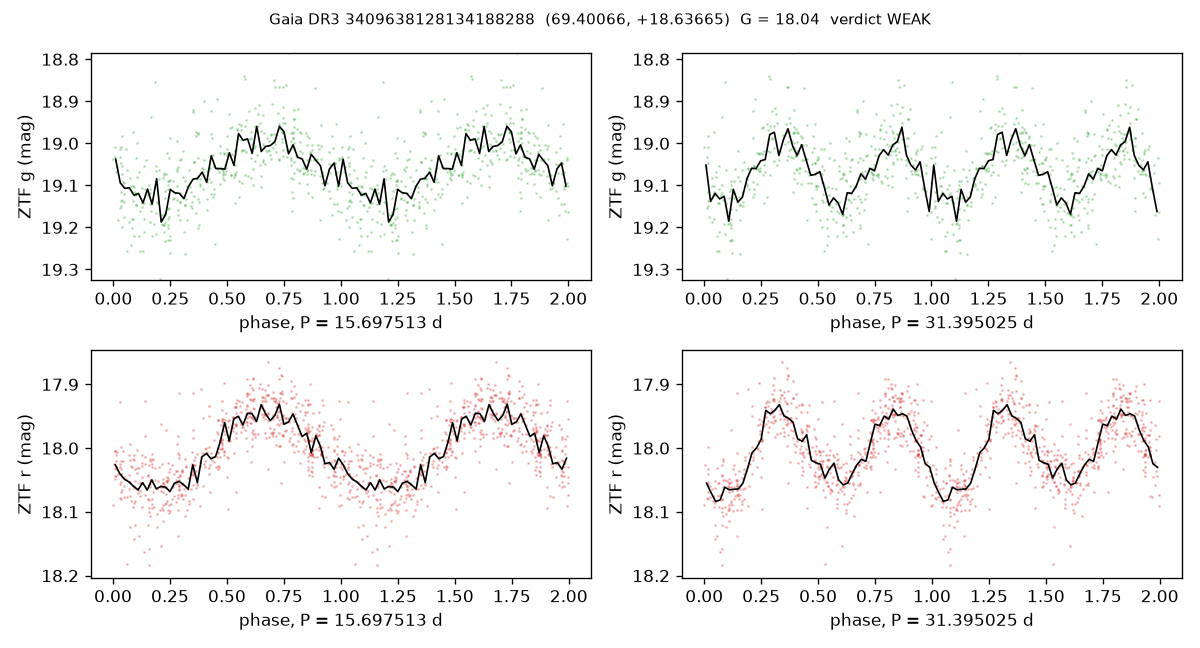 Gaia DR3 3409638128134188288 (69.40066, +18.63665) G = 18.04 verdict WEAK
ZTF g (mag)
18.8
18.9
19.0
19.1
19.2
19.3
0.00 0.25 0.50 0.75 1.00 1.25 1.50 1.75 2.00
phase, P = 15.697513 d
ZTF g (mag)
18.8
18.9
19.0
19.1
19.2
19.3
0.00 0.25 0.50 0.75 1.00 1.25 1.50 1.75 2.00
phase, P = 31.395025 d
ZTF r (mag)
17.9
18.0
18.1
18.2
0.00 0.25 0.50 0.75 1.00 1.25 1.50 1.75 2.00
phase, P = 15.697513 d
ZTF r (mag)
17.9
18.0
18.1
18.2
0.00 0.25 0.50 0.75 1.00 1.25 1.50 1.75 2.00
phase, P = 31.395025 d